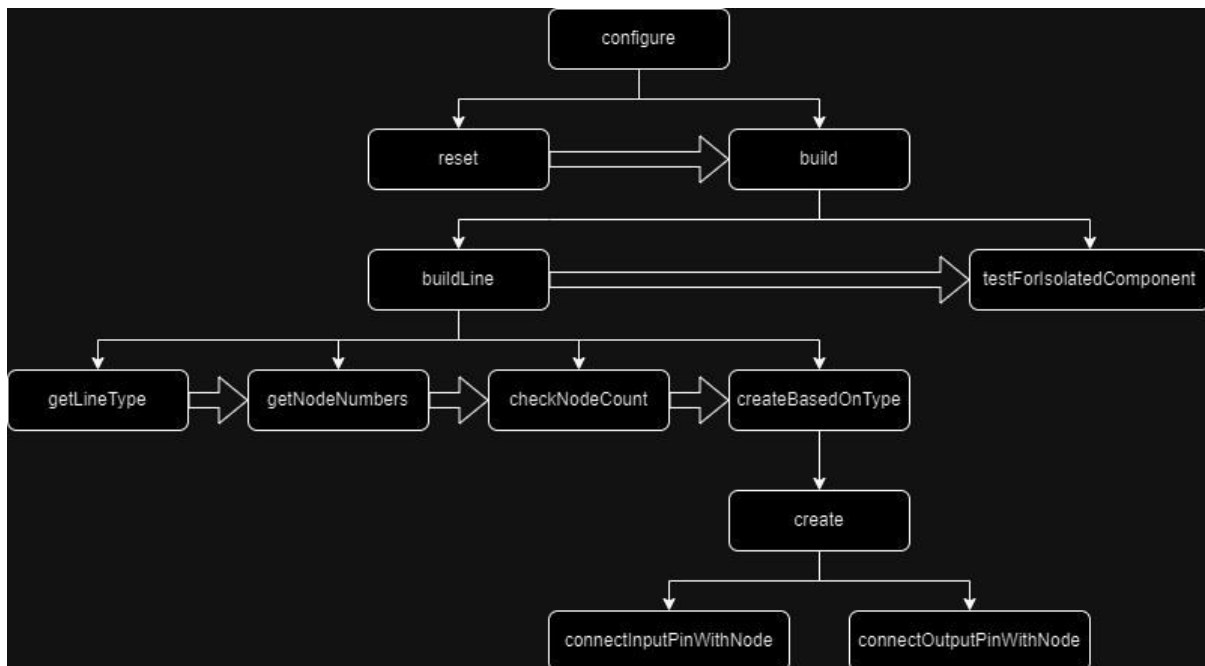 configure
reset
build
buildLine
testForIsolatedComponent
getLineType
getNodeNumbers
checkNodeCount
createBasedOnType
create
connectInputPinWithNode
connectOutputPinWithNode